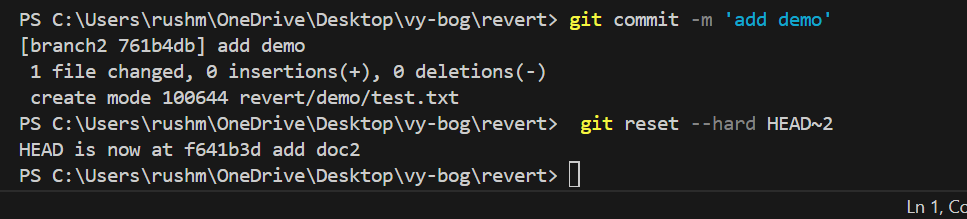 PS C:\Users\rushm\OneDrive\Desktop\vy-bog\revert> git commit -m 'add demo'
[branch2 761b4db] add demo
 1 file changed, 0 insertions(+), 0 deletions(-)
 create mode 100644 revert/demo/test.txt
PS C:\Users\rushm\OneDrive\Desktop\vy-bog\revert>  git reset --hard HEAD~2
HEAD is now at f641b3d add doc2
PS C:\Users\rushm\OneDrive\Desktop\vy-bog\revert>
Ln 1, Co